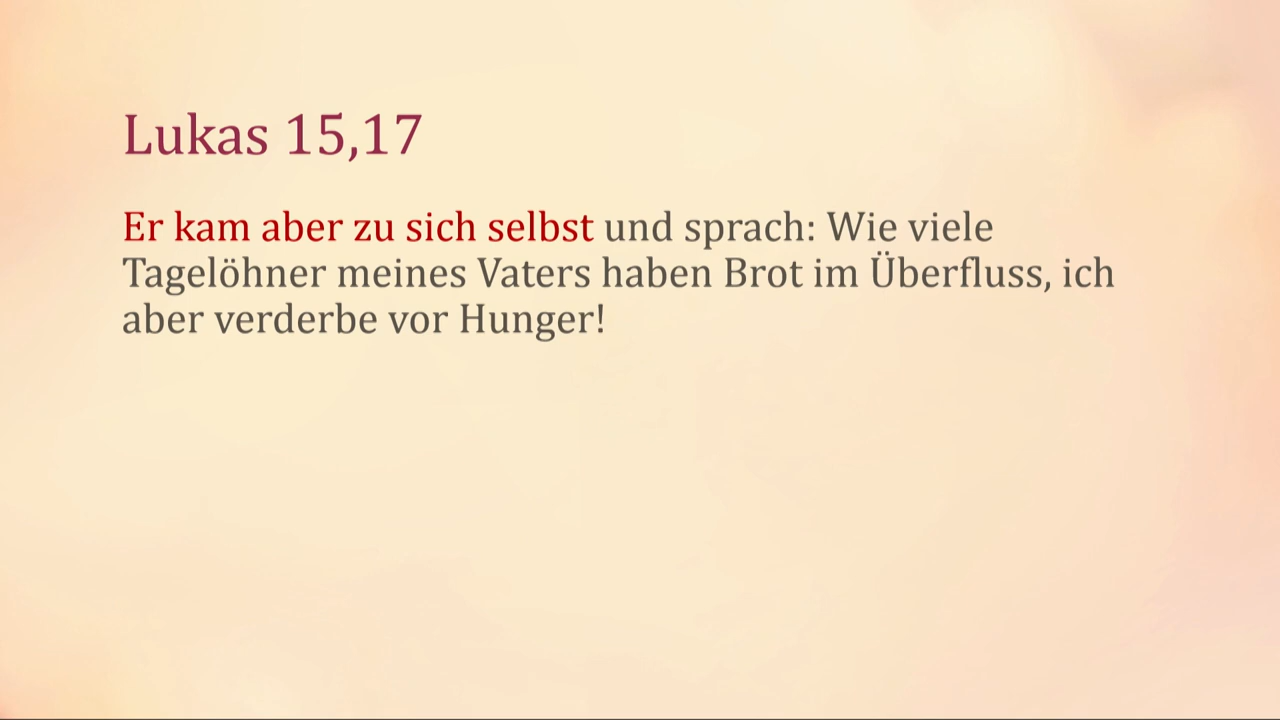 Lukas 15,17
Er kam aber zu sich selbst und sprach: Wie viele
Tagelöhner meines Vaters haben Brot im Überfluss, ich
aber verderbe vor Hunger!